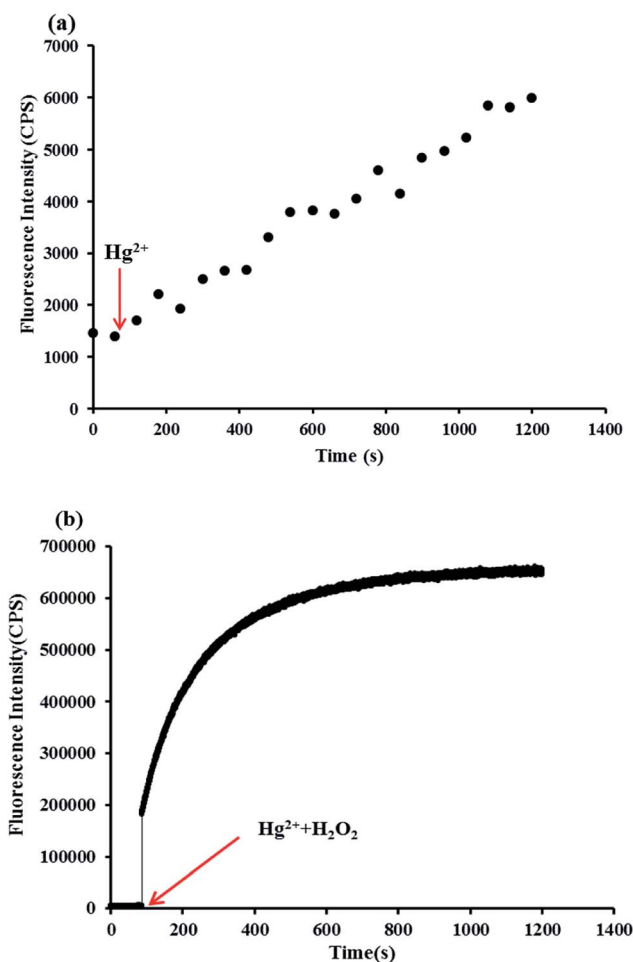 (a)
Fluorescence Intensity (CPS)
7000
6000
5000
4000
3000
2000
1000
0
Hg²⁺
0 200 400 600 800 1000 1200 1400
Time (s)
(b)
Fluorescence Intensity(CPS)
700000
600000
500000
400000
300000
200000
100000
0
Hg²⁺+H₂O₂
0 200 400 600 800 1000 1200 1400
Time(s)